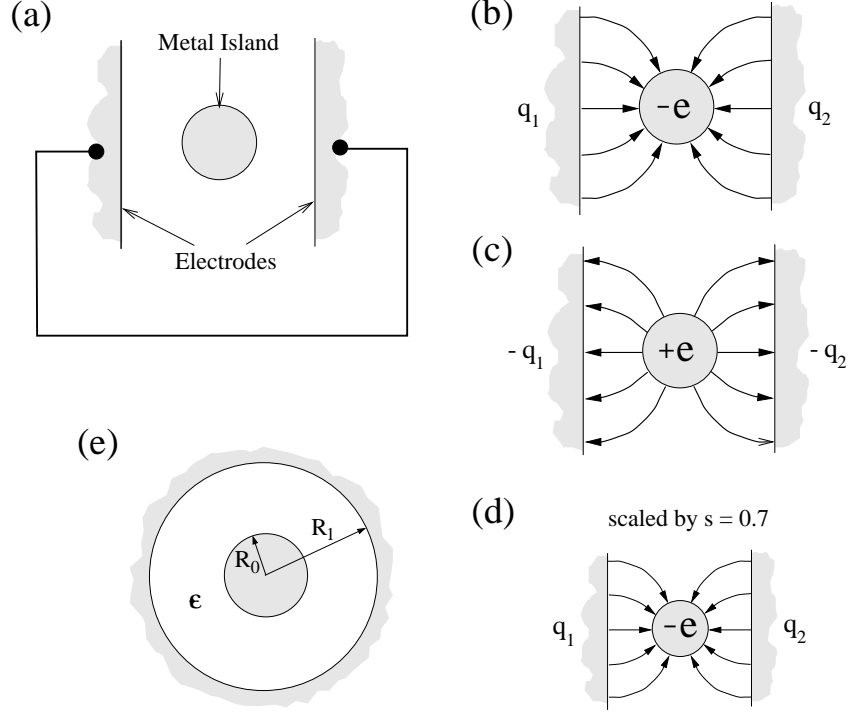 (a)
Metal Island
Electrodes
(b)
q1
-e
q2
(c)
- q1
+e
- q2
(e)
R0
R1
ϵ
(d)
scaled by s = 0.7
q1
-e
q2